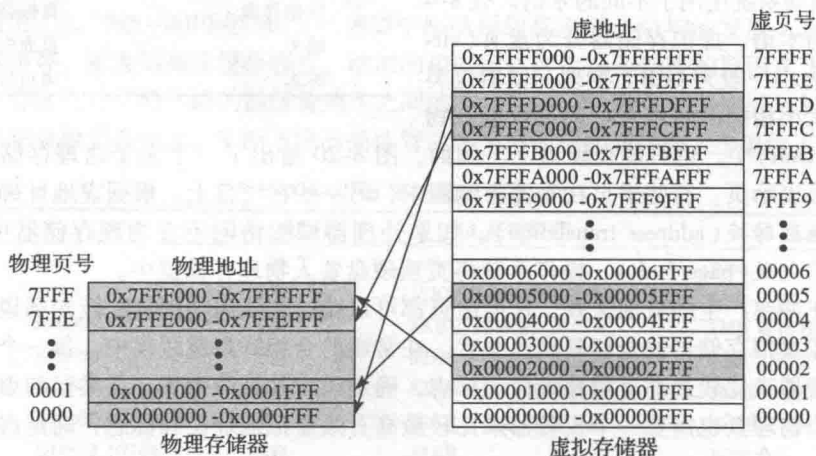 虚地址 虚页号
0x7FFFF000 -0x7FFFFFFF 7FFFF
0x7FFFE000 -0x7FFFEFFF 7FFFE
0x7FFFD000 -0x7FFFDFFF 7FFFD
0x7FFFC000 -0x7FFFCFFF 7FFFC
0x7FFFB000 -0x7FFFBFFF 7FFFB
0x7FFFA000 -0x7FFFAFFF 7FFFA
0x7FFF9000 -0x7FFF9FFF 7FFF9
0x00006000 -0x00006FFF 00006
0x00005000 -0x00005FFF 00005
0x00004000 -0x00004FFF 00004
0x00003000 -0x00003FFF 00003
0x00002000 -0x00002FFF 00002
0x00001000 -0x00001FFF 00001
0x00000000 -0x00000FFF 00000
虚拟存储器
物理页号 物理地址
7FFF 0x7FFF000 -0x7FFFFFF
7FFE 0x7FFE000 -0x7FFEFFF
0001 0x0001000 -0x0001FFF
0000 0x0000000 -0x0000FFF
物理存储器